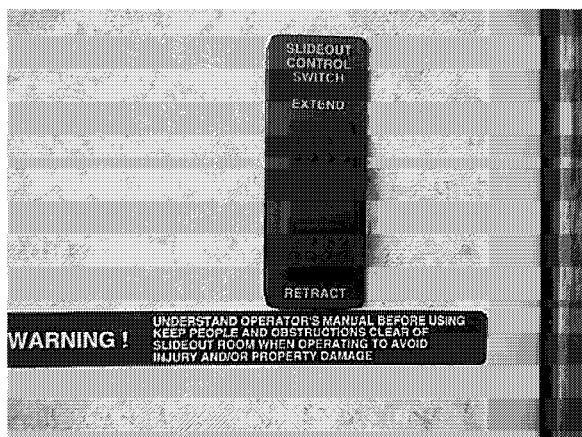 SLIDEOUT
CONTROL
SWITCH
EXTEND
RETRACT
WARNING !
UNDERSTAND OPERATOR'S MANUAL BEFORE USING
KEEP PEOPLE AND OBSTRUCTIONS CLEAR OF
SLIDEOUT ROOM WHEN OPERATING TO AVOID
INJURY AND/OR PROPERTY DAMAGE